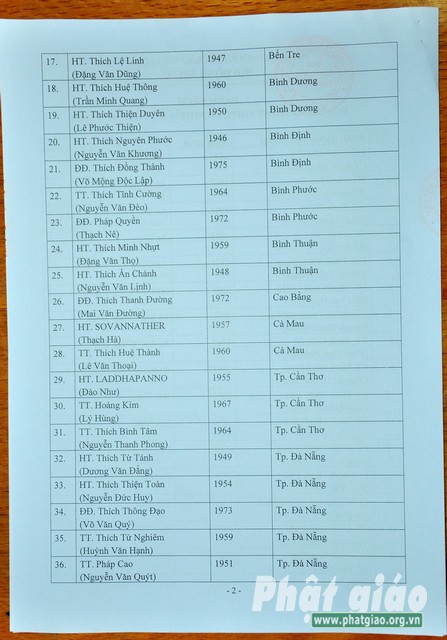 17. HT. Thích Lệ Linh 1947 Bến Tre
(Đặng Văn Dũng)
18. HT. Thích Huệ Thông 1960 Bình Dương
(Trần Minh Quang)
19. HT. Thích Thiện Duyên 1950 Bình Dương
(Lê Phước Thiện)
20. HT. Thích Nguyên Phước 1946 Bình Định
(Nguyễn Văn Khương)
21. ĐĐ. Thích Đồng Thành 1975 Bình Định
(Võ Mộng Độc Lập)
22. TT. Thích Tĩnh Cường 1964 Bình Phước
(Nguyễn Văn Đèo)
23. ĐĐ. Pháp Quyền 1972 Bình Phước
(Thạch Nê)
24. HT. Thích Minh Nhựt 1959 Bình Thuận
(Đặng Văn Thọ)
25. HT. Thích Ấn Chánh 1948 Bình Thuận
(Nguyễn Văn Lịnh)
26. ĐĐ. Thích Thanh Đường 1972 Cao Bằng
(Mai Văn Đường)
27. HT. SOVANNATHER 1957 Cà Mau
(Thạch Hà)
28. TT. Thích Huệ Thành 1960 Cà Mau
(Lê Văn Thoại)
29. HT. LADDHAPANNO 1955 Tp. Cần Thơ
(Đào Như)
30. TT. Hoàng Kim 1967 Tp. Cần Thơ
(Lý Hùng)
31. TT. Thích Bình Tâm 1964 Tp. Cần Thơ
(Nguyễn Thanh Phong)
32. HT. Thích Từ Tánh 1949 Tp. Đà Nẵng
(Dương Văn Đằng)
33. HT. Thích Thiện Toàn 1954 Tp. Đà Nẵng
(Nguyễn Đức Huy)
34. ĐĐ. Thích Thông Đạo 1973 Tp. Đà Nẵng
(Võ Văn Quý)
35. TT. Thích Từ Nghiêm 1959 Tp. Đà Nẵng
(Huỳnh Văn Hạnh)
36. TT. Pháp Cao 1951 Tp. Đà Nẵng
(Nguyễn Văn Quýt)
- 2 -
Phật giáo
www.phatgiao.org.vn